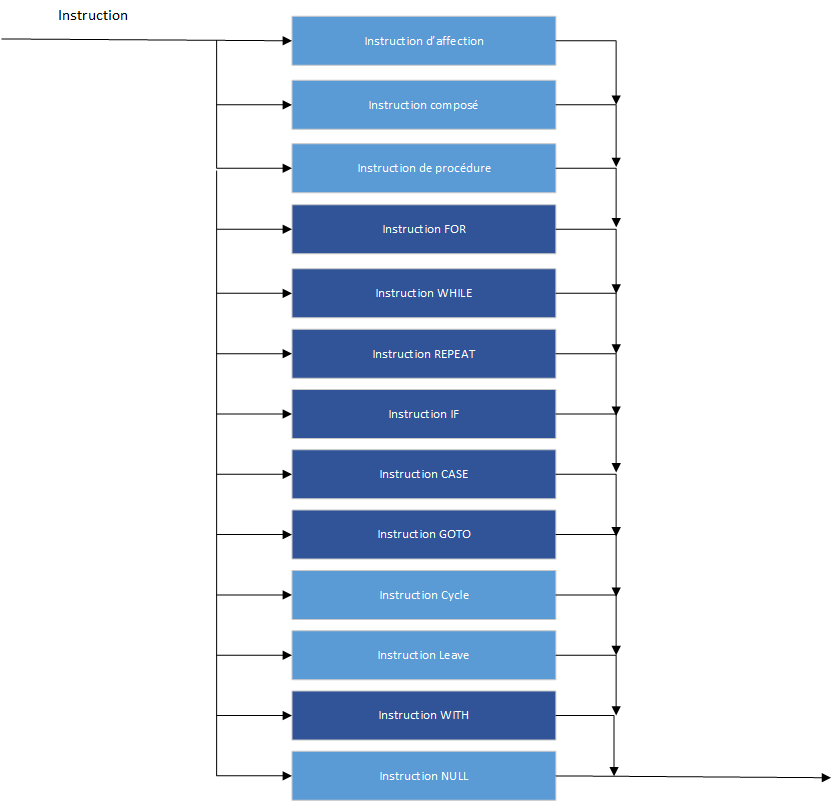 Instruction
Instruction d'affection
Instruction composé
Instruction de procédure
Instruction FOR
Instruction WHILE
Instruction REPEAT
Instruction IF
Instruction CASE
Instruction GOTO
Instruction Cycle
Instruction Leave
Instruction WITH
Instruction NULL